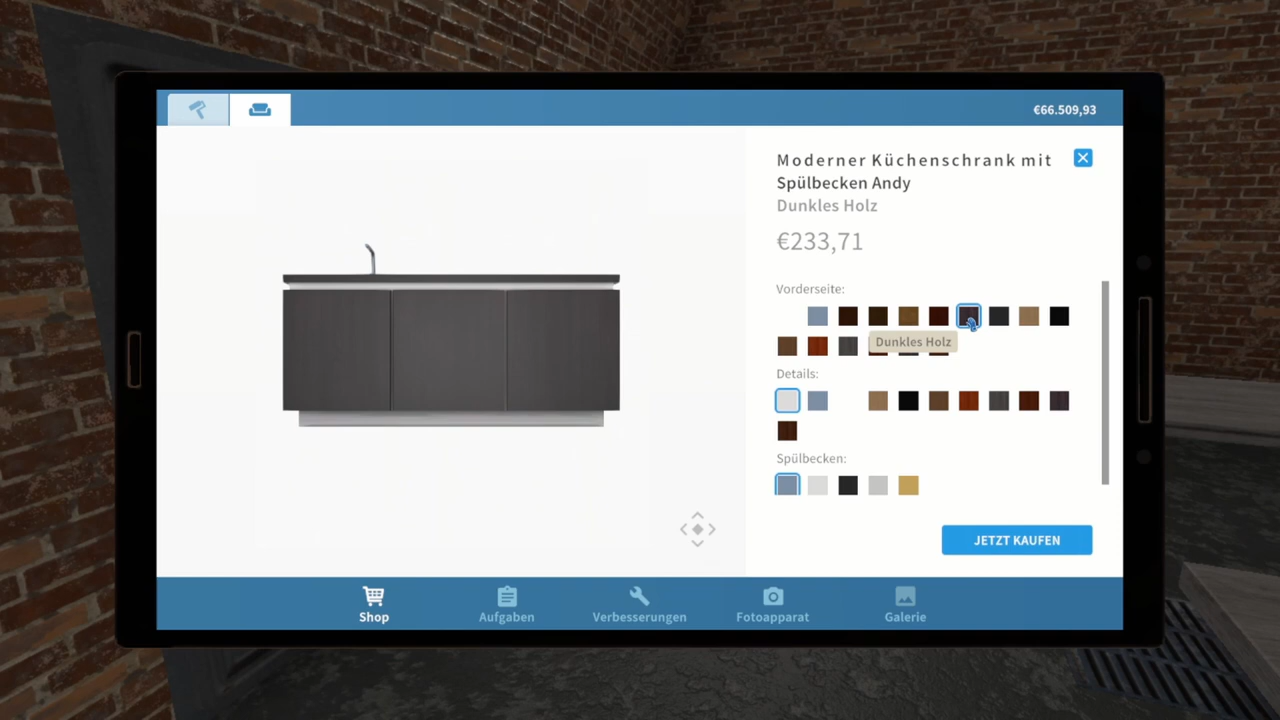 €66.509,93
Moderner Küchenschrank mit
Spülbecken Andy
Dunkles Holz
€233,71
Vorderseite:
Dunkles Holz
Details:
Spülbecken:
JETZT KAUFEN
Shop
Aufgaben
Verbesserungen
Fotoapparat
Galerie